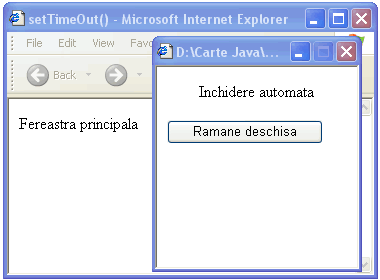 setTimeOut() - Microsoft Internet Explorer
File Edit View Favo
Back
D:\Carte Java\...
Fereastra principala
Inchidere automata
Ramane deschisa